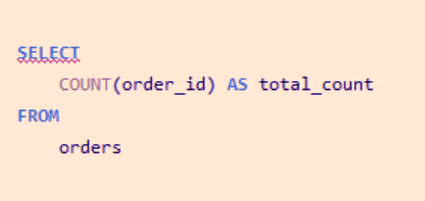 SELECT
    COUNT(order_id) AS total_count
FROM
    orders